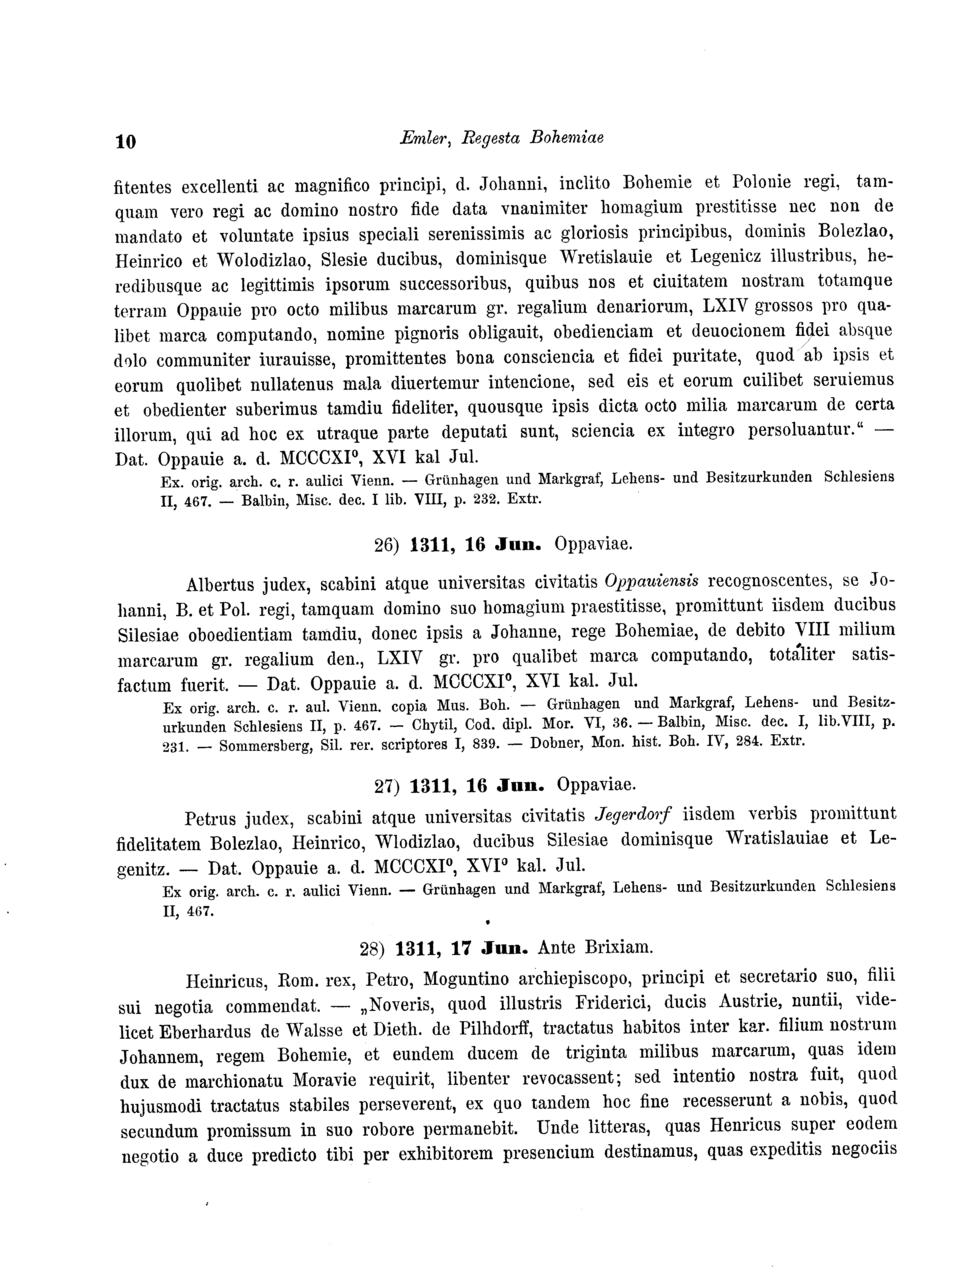 10
Emler, Regesta Bohemiae
fitentes excellenti ac magnifico principi, d. Johanni, inclito Bohemie et Polonie regi, tam-
quam vero regi ac domino nostro fide data vnanimiter homagium prestitisse nec non de
mandato et voluntate ipsius speciali serenissimis ac gloriosis principibus, dominis Bolezlao,
Heinrico et Wolodizlao, Slesie ducibus, dominisque Wretislauie et Legenicz illustribus, he-
redibusque ac legittimis ipsorum successoribus, quibus nos et ciuitatem nostram totamque
terram Oppauie pro octo milibus marcarum gr. regalium denariorum, LXIV grossos pro qua-
libet marca computando, nomine pignoris obligauit, obedienciam et deuocionem fidei absque
dolo communiter iurauisse, promittentes bona consciencia et fidei puritate, quod ab ipsis et
eorum quolibet nullatenus mala diuertemur intencione, sed eis et eorum cuilibet seruiemus
et obedienter suberimus tamdiu fideliter, quousque ipsis dicta octo milia marcarum de certa
illorum, qui ad hoc ex utraque parte deputati sunt, sciencia ex integro persoluantur.“ —
Dat. Oppauie a. d. MCCCXI⁰, XVI kal Jul.
Ex. orig. arch. c. r. aulici Vienn. — Grünhagen und Markgraf, Lehens- und Besitzurkunden Schlesiens
II, 467. — Balbin, Misc. dec. I lib. VIII, p. 232. Extr.
26) 1311, 16 Jun. Oppaviae.
Albertus judex, scabini atque universitas civitatis Oppauiensis recognoscentes, se Jo-
hanni, B. et Pol. regi, tamquam domino suo homagium praestitisse, promittunt iisdem ducibus
Silesiae oboedientiam tamdiu, donec ipsis a Johanne, rege Bohemiae, de debito VIII milium
marcarum gr. regalium den., LXIV gr. pro qualibet marca computando, totaliter satis-
factum fuerit. — Dat. Oppauie a. d. MCCCXI⁰, XVI kal. Jul.
Ex orig. arch. c. r. aul. Vienn. copia Mus. Boh. — Grünhagen und Markgraf, Lehens- und Besitz-
urkunden Schlesiens II, p. 467. — Chytil, Cod. dipl. Mor. VI, 36. — Balbin, Misc. dec. I, lib. VIII, p.
231. — Sommersberg, Sil. rer. scriptores I, 839. — Dobner, Mon. hist. Boh. IV, 284. Extr.
27) 1311, 16 Jun. Oppaviae.
Petrus judex, scabini atque universitas civitatis Jegerdorf iisdem verbis promittunt
fidelitatem Bolezlao, Heinrico, Wlodizlao, ducibus Silesiae dominisque Wratislauiae et Le-
genitz. — Dat. Oppauie a. d. MCCCXI⁰, XVI⁰ kal. Jul.
Ex orig. arch. c. r. aulici Vienn. — Grünhagen und Markgraf, Lehens- und Besitzurkunden Schlesiens
II, 467.
28) 1311, 17 Jun. Ante Brixiam.
Heinricus, Rom. rex, Petro, Moguntino archiepiscopo, principi et secretario suo, filii
sui negotia commendat. — „Noveris, quod illustris Friderici, ducis Austrie, nuntii, vide-
licet Eberhardus de Walsse et Dieth. de Pilhdorff, tractatus habitos inter kar. filium nostrum
Johannem, regem Bohemie, et eundem ducem de triginta milibus marcarum, quas idem
dux de marchionatu Moravie requirit, libenter revocassent; sed intentio nostra fuit, quod
hujusmodi tractatus stabiles perseverent, ex quo tandem hoc fine recesserunt a nobis, quod
secundum promissum in suo robore permanebit. Unde litteras, quas Henricus super eodem
negotio a duce predicto tibi per exhibitorem presencium destinamus, quas expeditis negociis